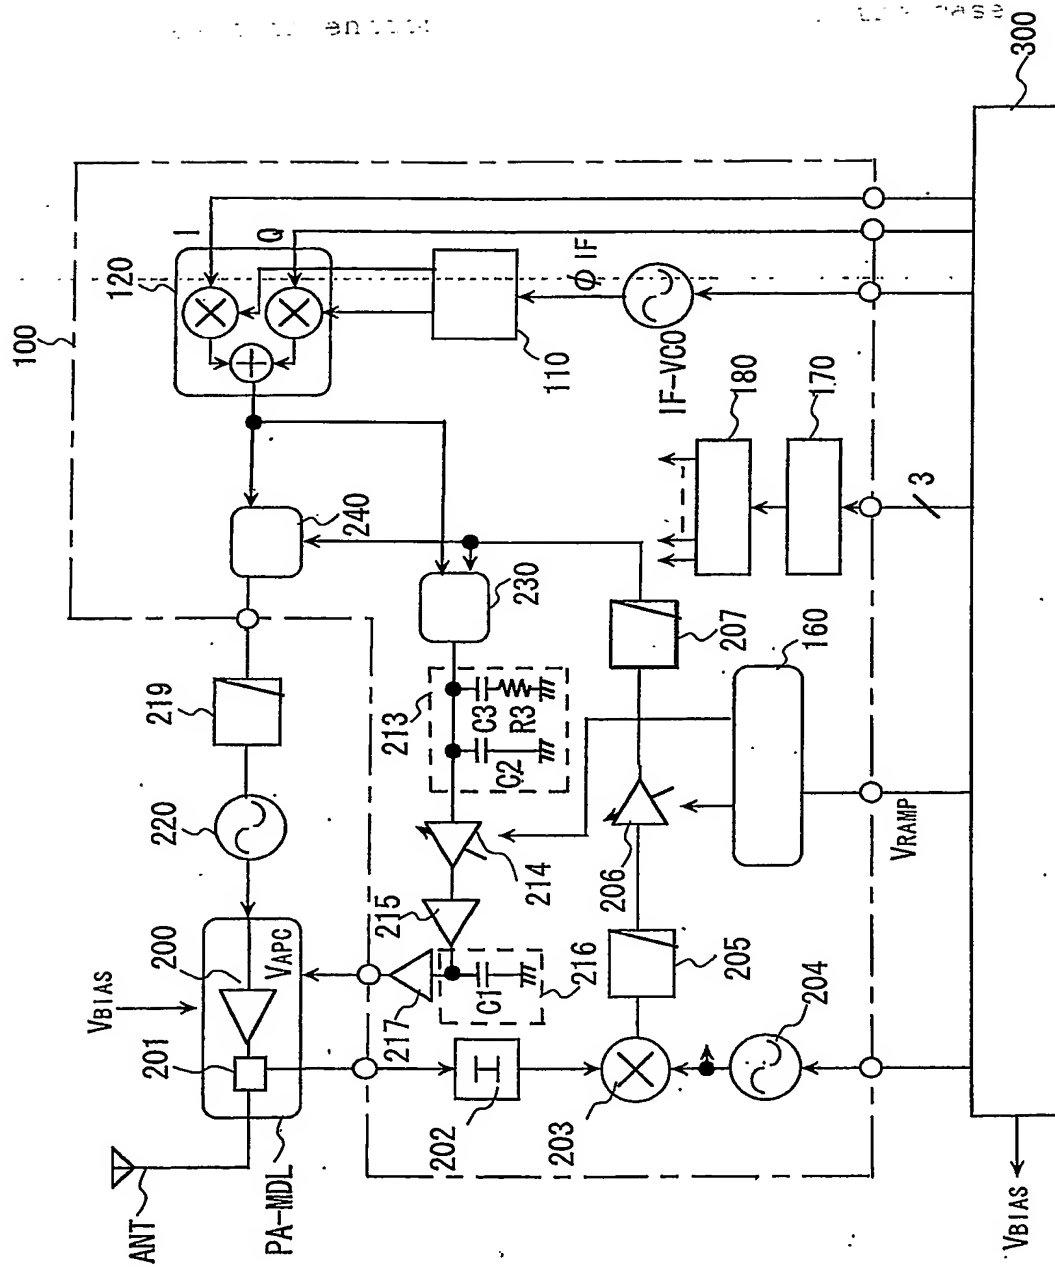 ANT
PA-MDL
VBIAS
201
200
VAPC
220
219
100
120
I
Q
240
110
ϕIF
IF-VCO
230
213
C3
R3
C2
214
215
217
C1
216
202
203
204
205
206
207
160
VRAMP
180
170
3
300
VBIAS